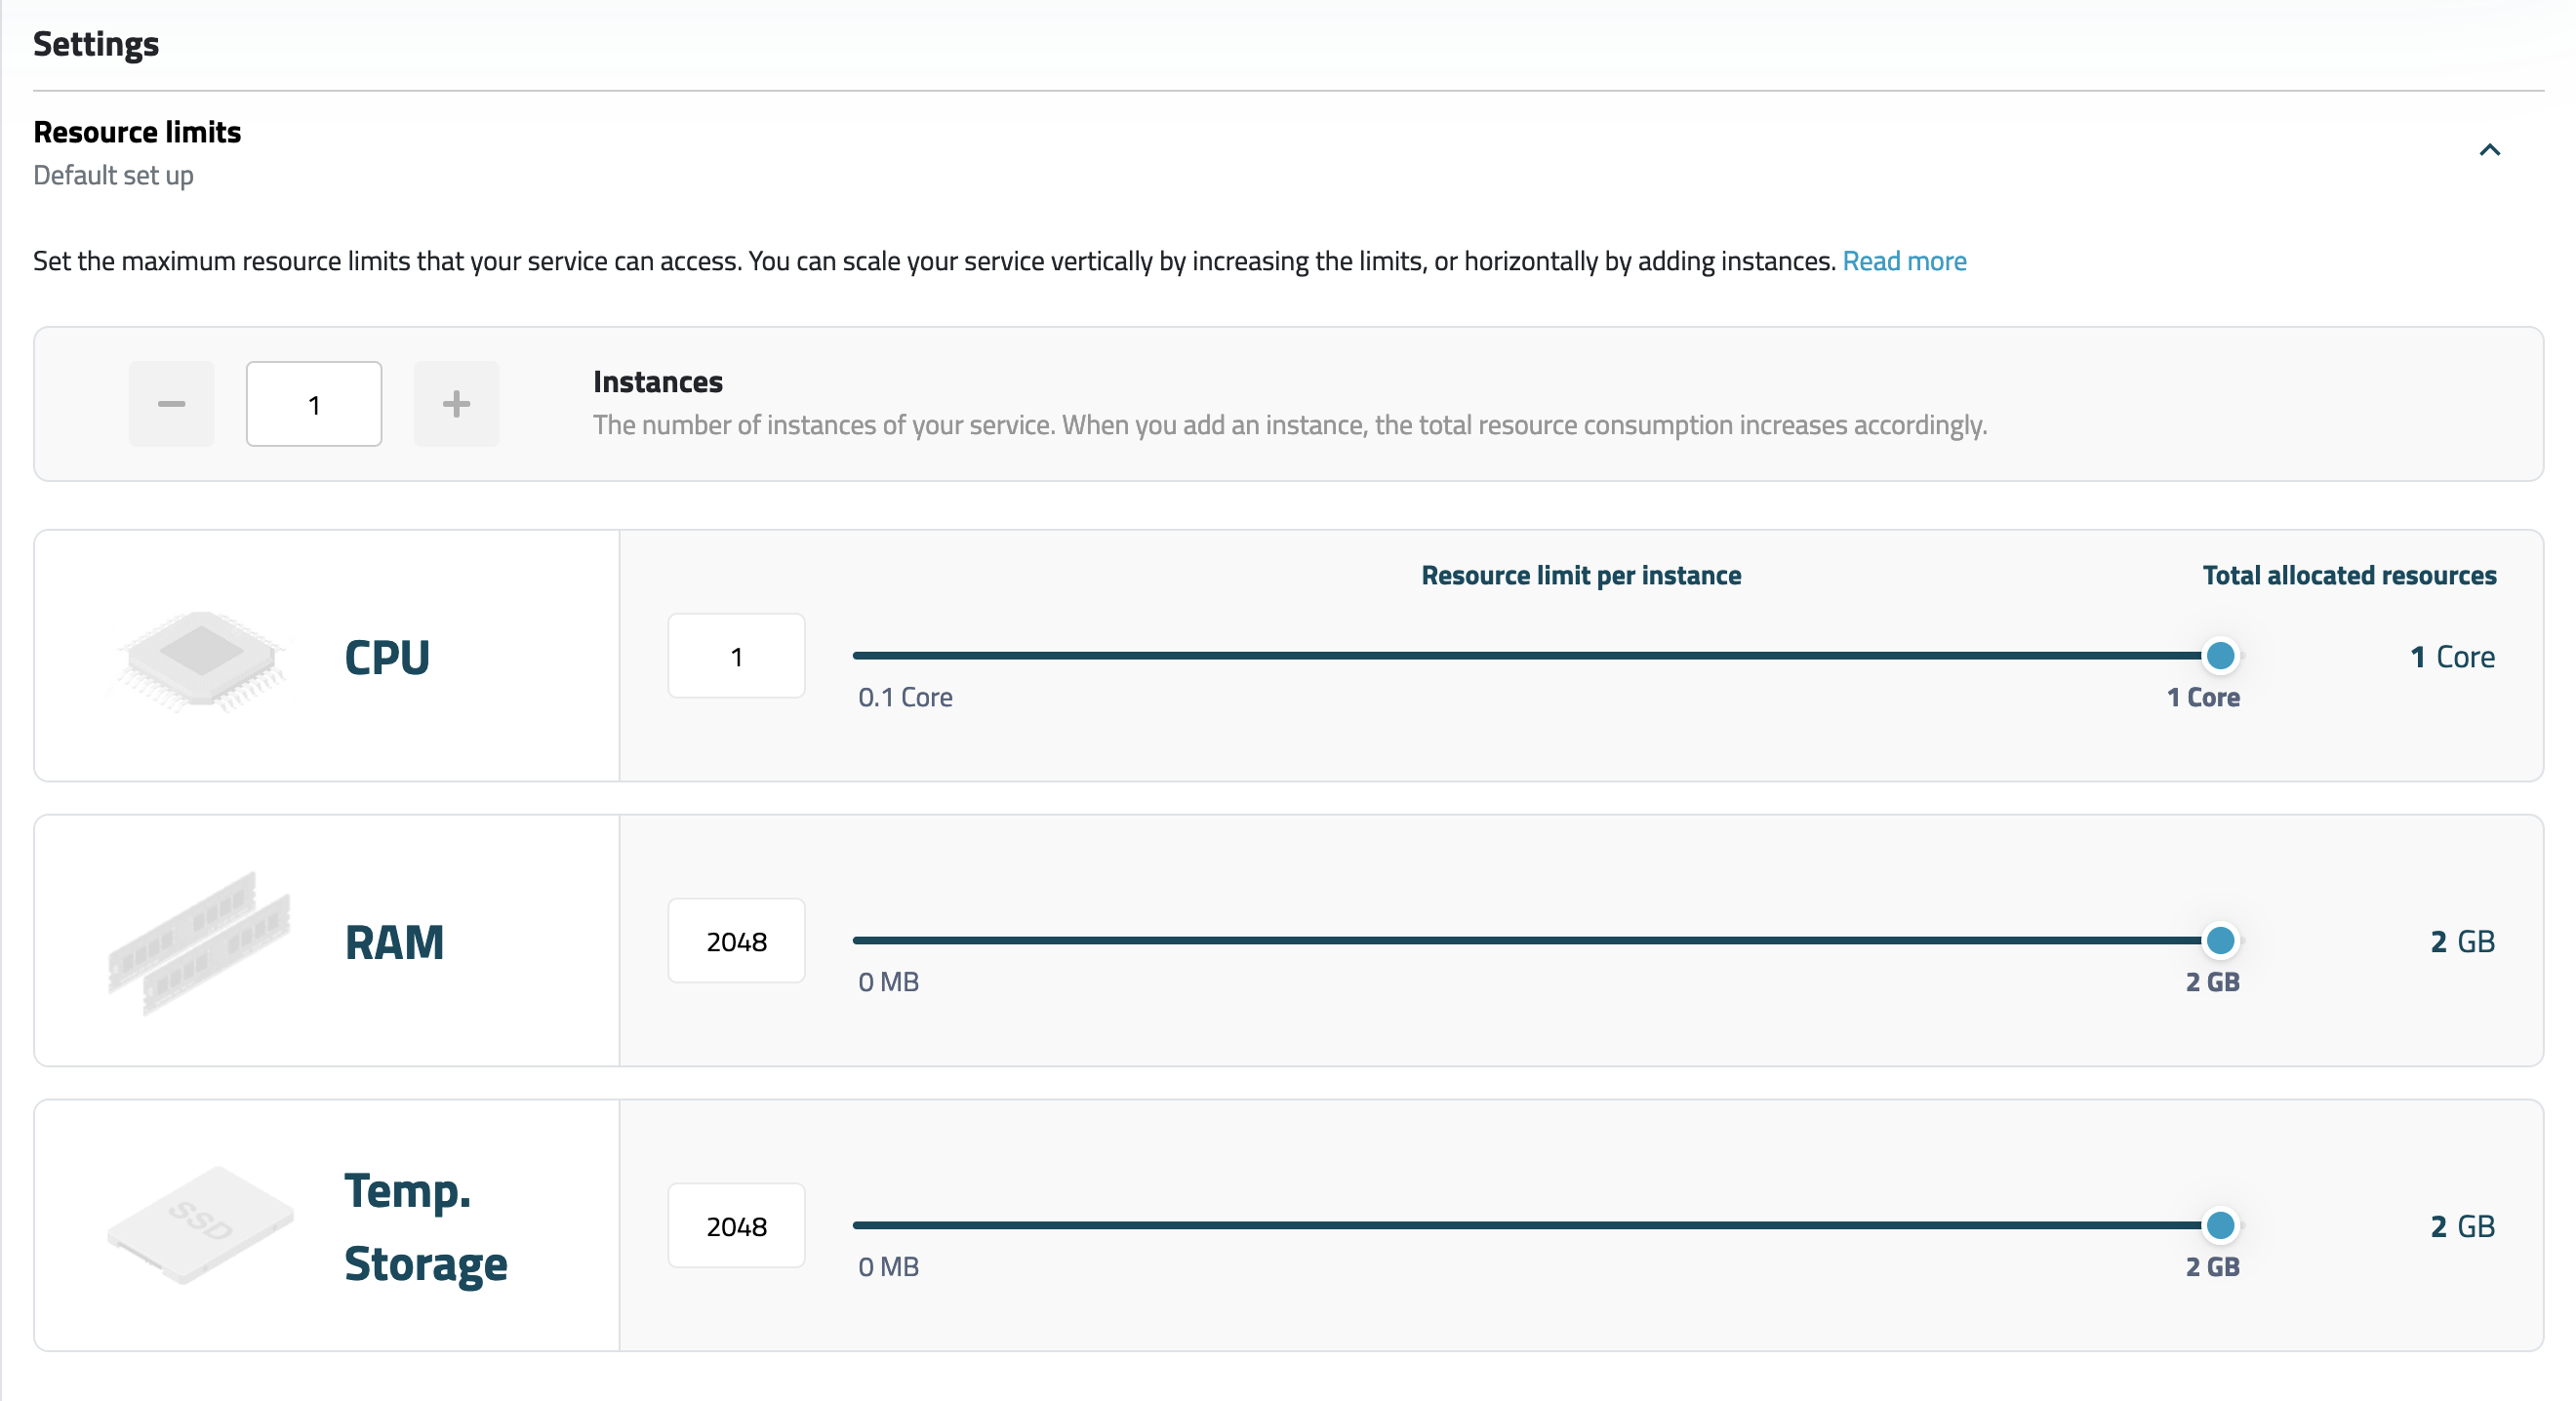 Settings
Resource limits
Default set up
Set the maximum resource limits that your service can access. You can scale your service vertically by increasing the limits, or horizontally by adding instances. Read more
1
Instances
The number of instances of your service. When you add an instance, the total resource consumption increases accordingly.
Resource limit per instance
Total allocated resources
CPU
1
0.1 Core
1 Core
1 Core
RAM
2048
0 MB
2 GB
2 GB
SSD
Temp.
Storage
2048
0 MB
2 GB
2 GB